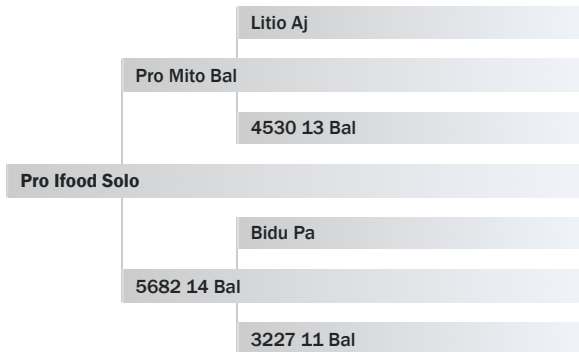 Litio Aj
Pro Mito Bal
4530 13 Bal
Pro Ifood Solo
Bidu Pa
5682 14 Bal
3227 11 Bal